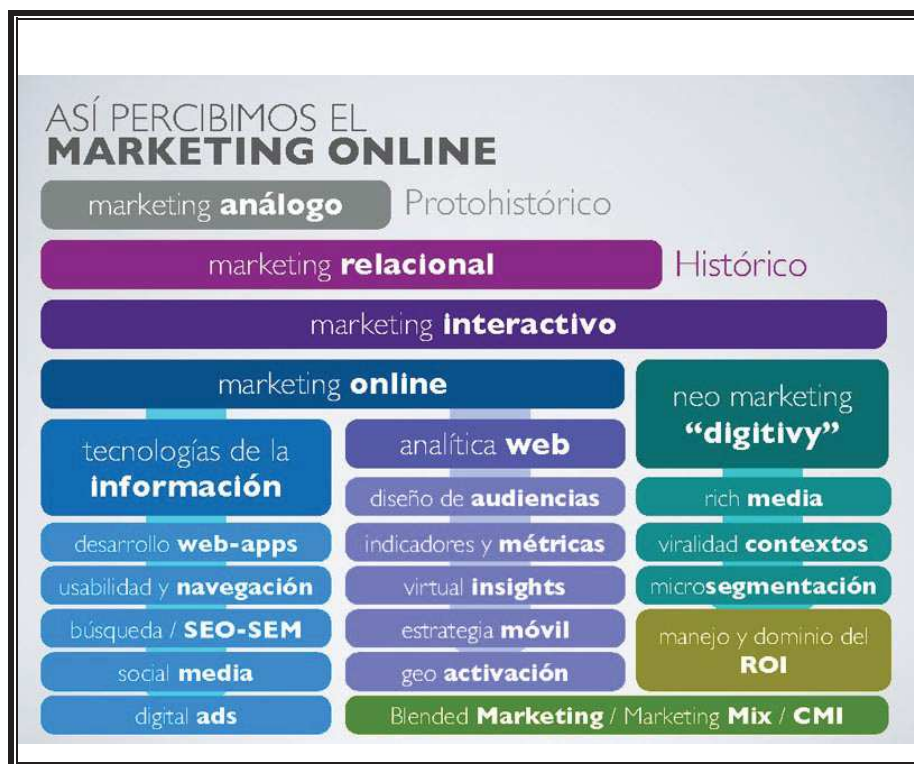 ASÍ PERCIBIMOS EL
MARKETING ONLINE
marketing análogo
Protohistórico
marketing relacional
Histórico
marketing interactivo
marketing online
tecnologías de la
información
desarrollo web-apps
usabilidad y navegación
búsqueda / SEO-SEM
social media
digital ads
analítica web
diseño de audiencias
indicadores y métricas
virtual insights
estrategia móvil
geo activación
neo marketing
“digitivy”
rich media
viralidad contextos
microsegmentación
manejo y dominio del
ROI
Blended Marketing / Marketing Mix / CMI